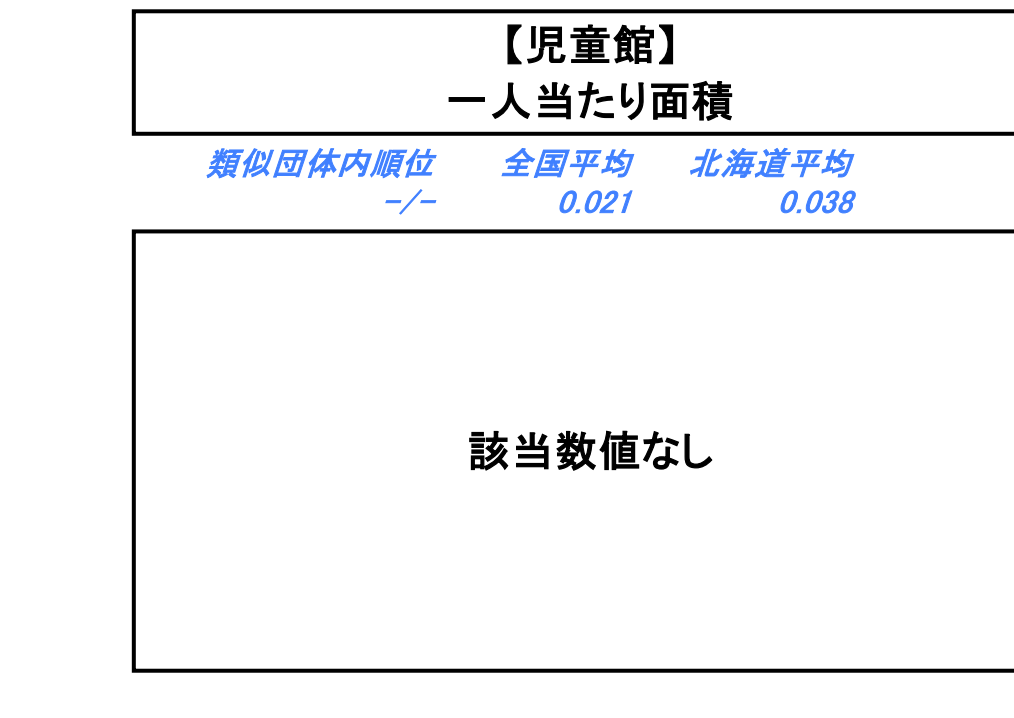 【児童館】
一人当たり面積
類似団体内順位 全国平均 北海道平均
-/- 0.021 0.038
該当数値なし